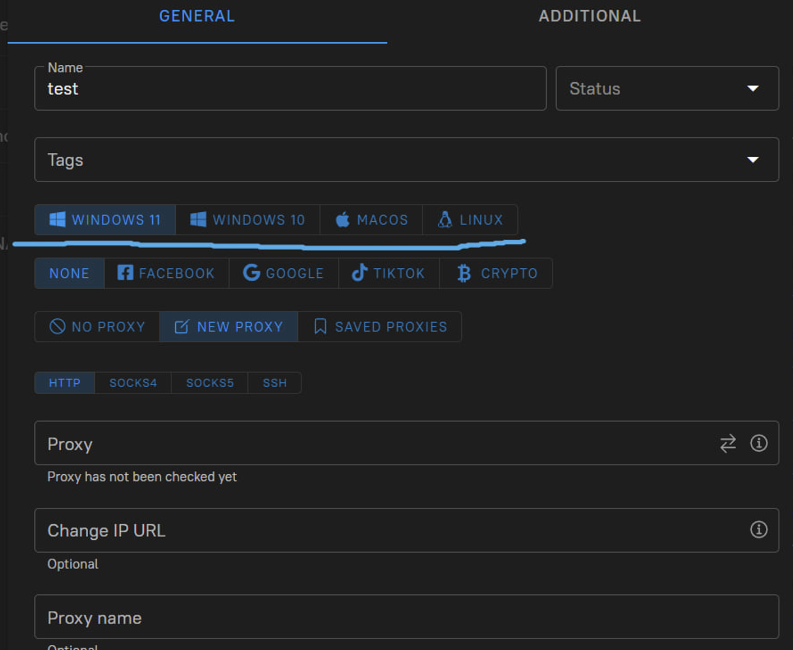 GENERAL ADDITIONAL
Name
test
Status
Tags
WINDOWS 11 WINDOWS 10 MACOS LINUX
NONE FACEBOOK GOOGLE TIKTOK CRYPTO
NO PROXY NEW PROXY SAVED PROXIES
HTTP SOCKS4 SOCKS5 SSH
Proxy
Proxy has not been checked yet
Change IP URL
Optional
Proxy name
Optional